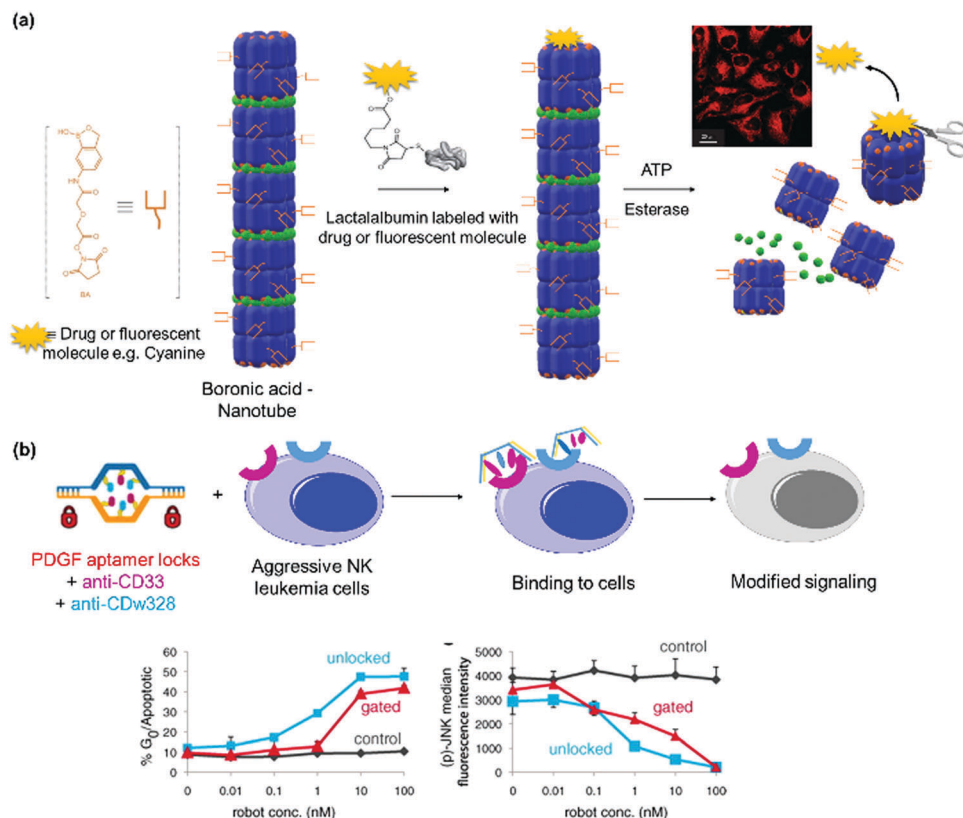 (a)
HO
B-O
HN
O
O
O
O
O
N
O
O
BA
≡
≡ Drug or fluorescent
molecule e.g. Cyanine
Boronic acid -
Nanotube
O
O
O
N
S
O
Lactalalbumin labeled with
drug or fluorescent molecule
ATP
Esterase
(b)
PDGF aptamer locks
+ anti-CD33
+ anti-CDw328
+
Aggressive NK
leukemia cells
Binding to cells
Modified signaling
% G0/Apoptotic
60
50
40
30
20
10
0
unlocked
gated
control
0 0.01 0.1 1 10 100
robot conc. (nM)
(p)-JNK median
fluorescence intensity
5000
4000
3000
2000
1000
0
control
gated
unlocked
0 0.01 0.1 1 10 100
robot conc. (nM)